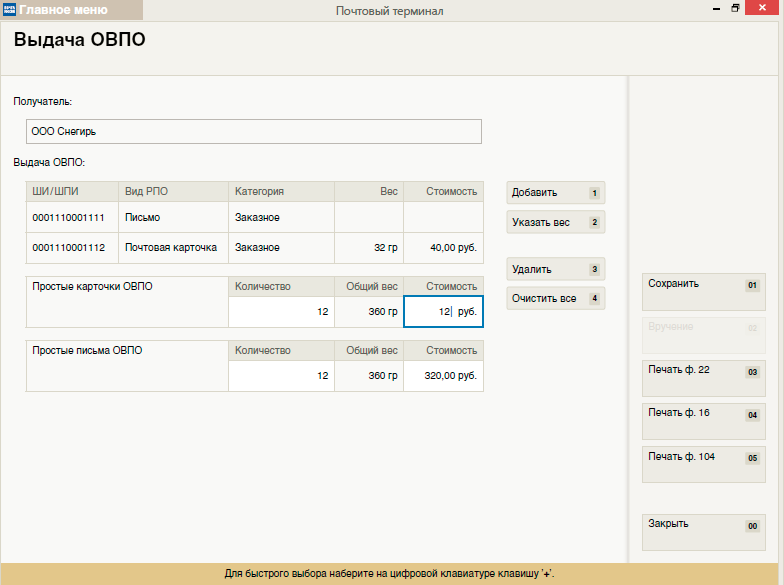 Главное меню
Почтовый терминал
Выдача ОВПО
Получатель:
ООО Снегирь
Выдача ОВПО:
ШИ/ШПИ Вид РПО Категория Вес Стоимость
0001110001111 Письмо Заказное
0001110001112 Почтовая карточка Заказное 32 гр 40,00 руб.
Простые карточки ОВПО Количество Общий вес Стоимость
12 360 гр 12 руб.
Простые письма ОВПО Количество Общий вес Стоимость
12 360 гр 320,00 руб.
Добавить 1
Указать вес 2
Удалить 3
Очистить все 4
Сохранить 01
Вручение 02
Печать ф. 22 03
Печать ф. 16 04
Печать ф. 104 05
Закрыть 00
Для быстрого выбора наберите на цифровой клавиатуре клавишу '+'.